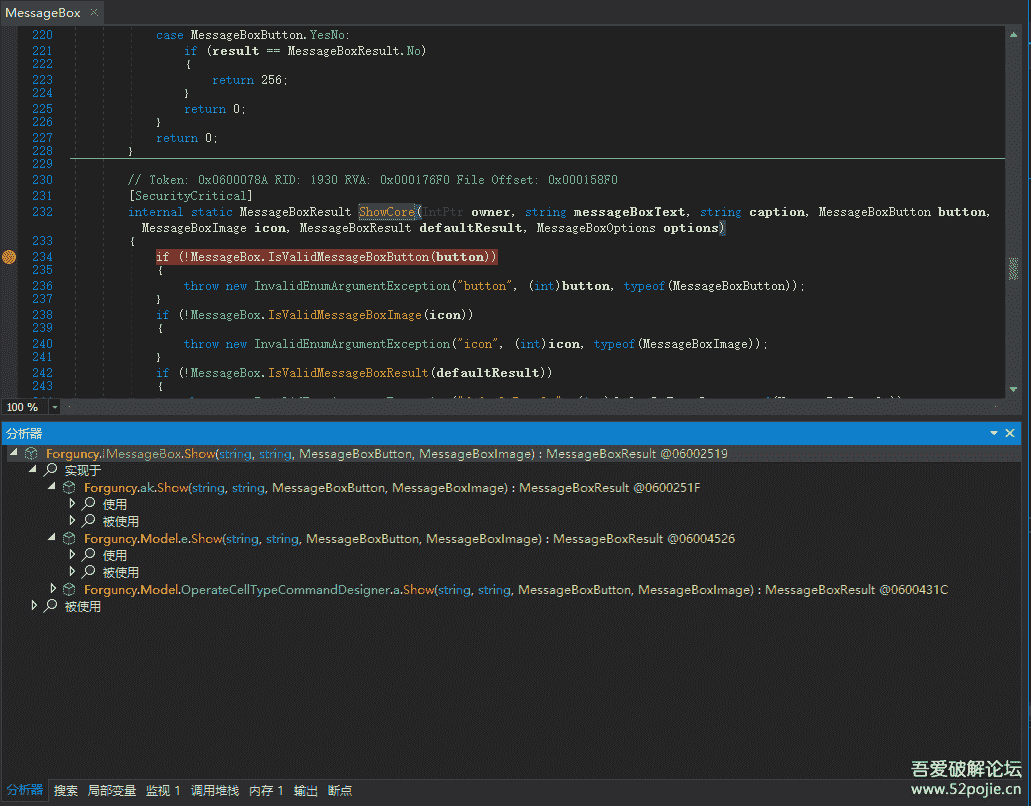 MessageBox
220 case MessageBoxButton.YesNo:
221 if (result == MessageBoxResult.No)
222 {
223 return 256;
224 }
225 return 0;
226 }
227 return 0;
228 }
229
230 // Token: 0x0600078A RID: 1930 RVA: 0x000176F0 File Offset: 0x000158F0
231 [SecurityCritical]
232 internal static MessageBoxResult ShowCore(IntPtr owner, string messageBoxText, string caption, MessageBoxButton button,
MessageBoxImage icon, MessageBoxResult defaultResult, MessageBoxOptions options)
233 {
234 if (!MessageBox.IsValidMessageBoxButton(button))
235 {
236 throw new InvalidEnumArgumentException("button", (int)button, typeof(MessageBoxButton));
237 }
238 if (!MessageBox.IsValidMessageBoxImage(icon))
239 {
240 throw new InvalidEnumArgumentException("icon", (int)icon, typeof(MessageBoxImage));
241 }
242 if (!MessageBox.IsValidMessageBoxResult(defaultResult))
243 {
100 %
分析器
Forguncy.iMessageBox.Show(string, string, MessageBoxButton, MessageBoxImage) : MessageBoxResult @06002519
实现于
Forguncy.ak.Show(string, string, MessageBoxButton, MessageBoxImage) : MessageBoxResult @0600251F
使用
被使用
Forguncy.Model.e.Show(string, string, MessageBoxButton, MessageBoxImage) : MessageBoxResult @06004526
使用
被使用
Forguncy.Model.OperateCellTypeCommandDesigner.a.Show(string, string, MessageBoxButton, MessageBoxImage) : MessageBoxResult @0600431C
被使用
分析器 搜索 局部变量 监视 1 调用堆栈 内存 1 输出 断点
吾爱破解论坛
www.52pojie.cn